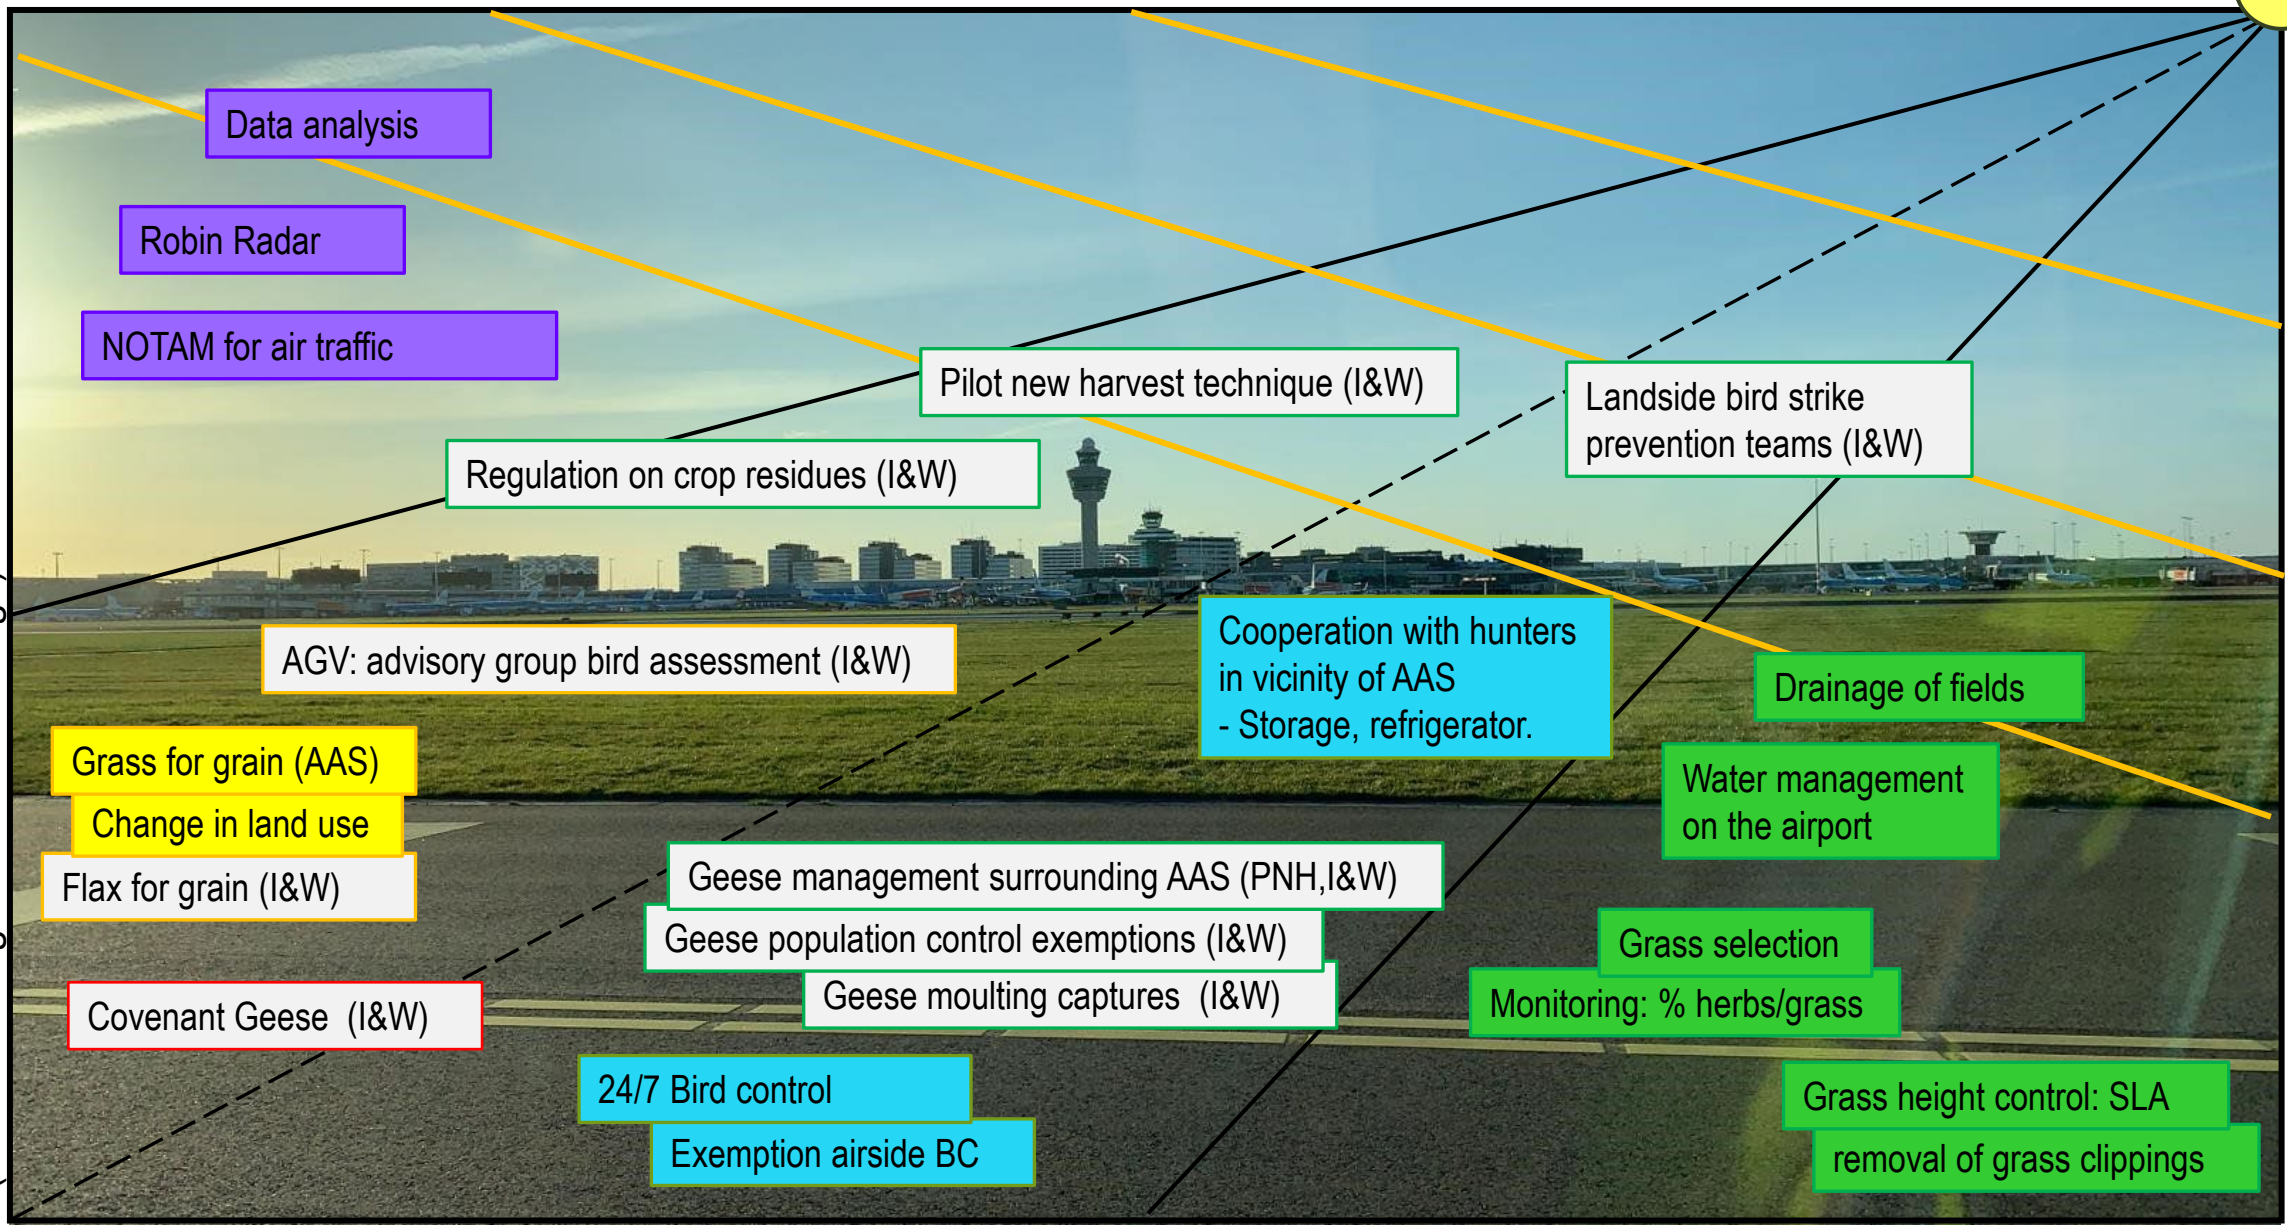 Data analysis
Robin Radar
NOTAM for air traffic
Pilot new harvest technique (I&W)
Landside bird strike
prevention teams (I&W)
Regulation on crop residues (I&W)
AGV: advisory group bird assessment (I&W)
Cooperation with hunters
in vicinity of AAS
- Storage, refrigerator.
Drainage of fields
Grass for grain (AAS)
Change in land use
Flax for grain (I&W)
Water management
on the airport
Geese management surrounding AAS (PNH,I&W)
Geese population control exemptions (I&W)
Geese moulting captures (I&W)
Grass selection
Monitoring: % herbs/grass
Covenant Geese (I&W)
24/7 Bird control
Exemption airside BC
Grass height control: SLA
removal of grass clippings